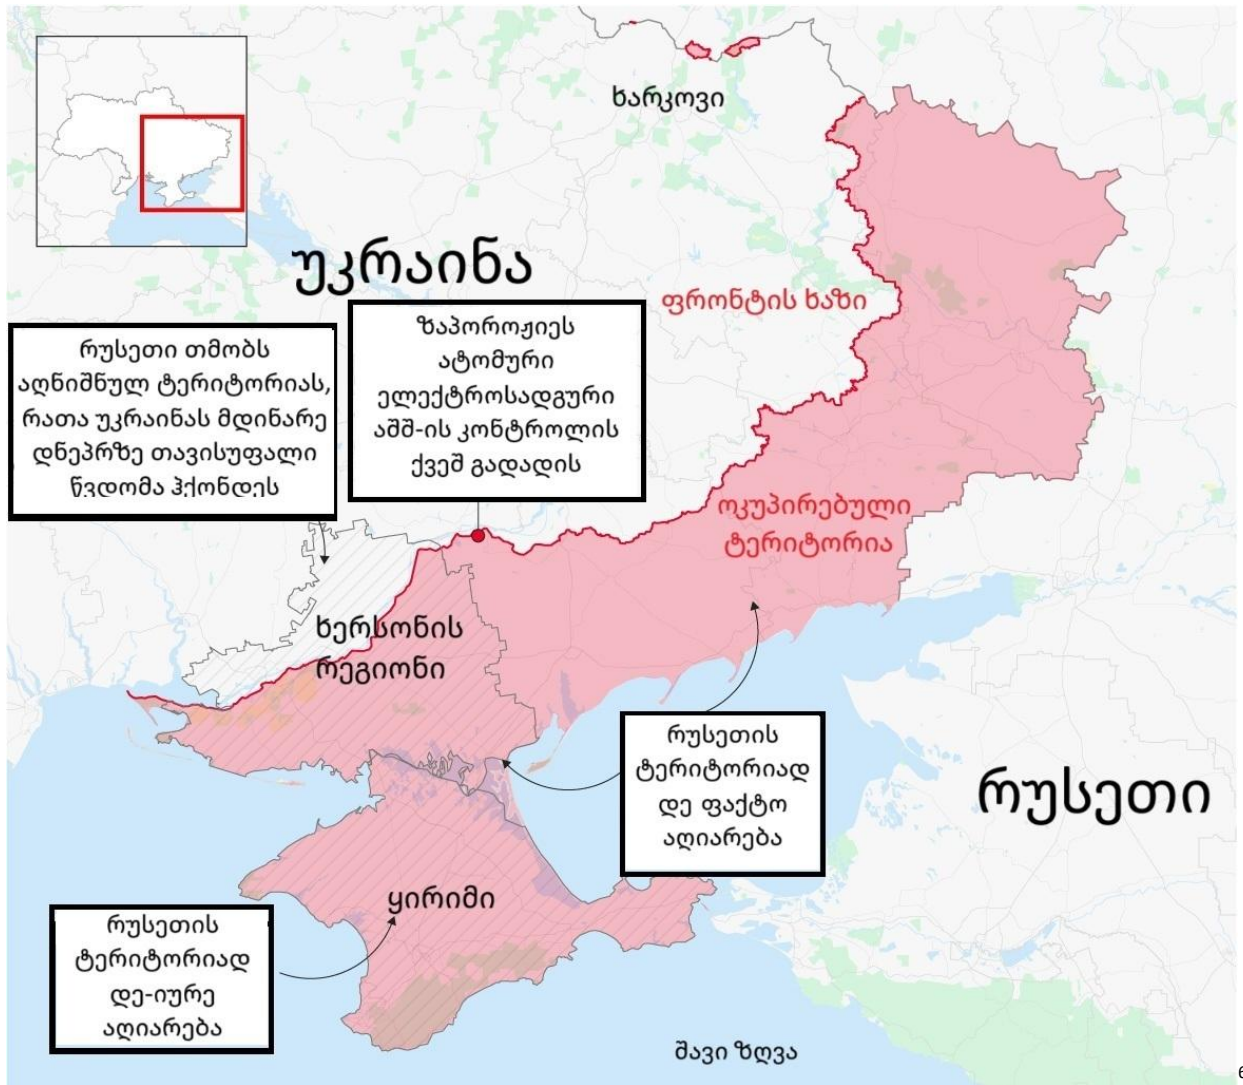 ხარკოვი
უკრაინა
ფრონტის ხაზი
რუსეთი თმობს
აღნიშნულ ტერიტორიას,
რათა უკრაინას მდინარე
დნეპრზე თავისუფალი
წვდომა ჰქონდეს
ზაპოროჟიეს
ატომური
ელექტროსადგური
აშშ-ის კონტროლის
ქვეშ გადადის
ოკუპირებული
ტერიტორია
ხერსონის
რეგიონი
რუსეთის
ტერიტორიად
დე ფაქტო
აღიარება
რუსეთი
ყირიმი
რუსეთის
ტერიტორიად
დე-იურე
აღიარება
შავი ზღვა